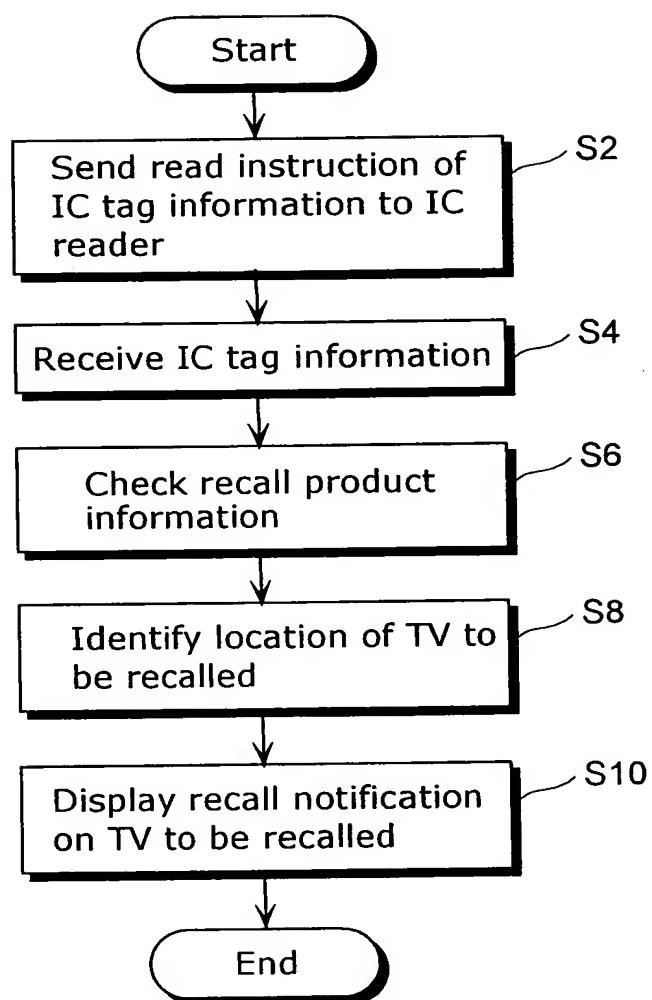 Start
Send read instruction of
IC tag information to IC
reader
S2
Receive IC tag information
S4
Check recall product
information
S6
Identify location of TV to
be recalled
S8
Display recall notification
on TV to be recalled
S10
End